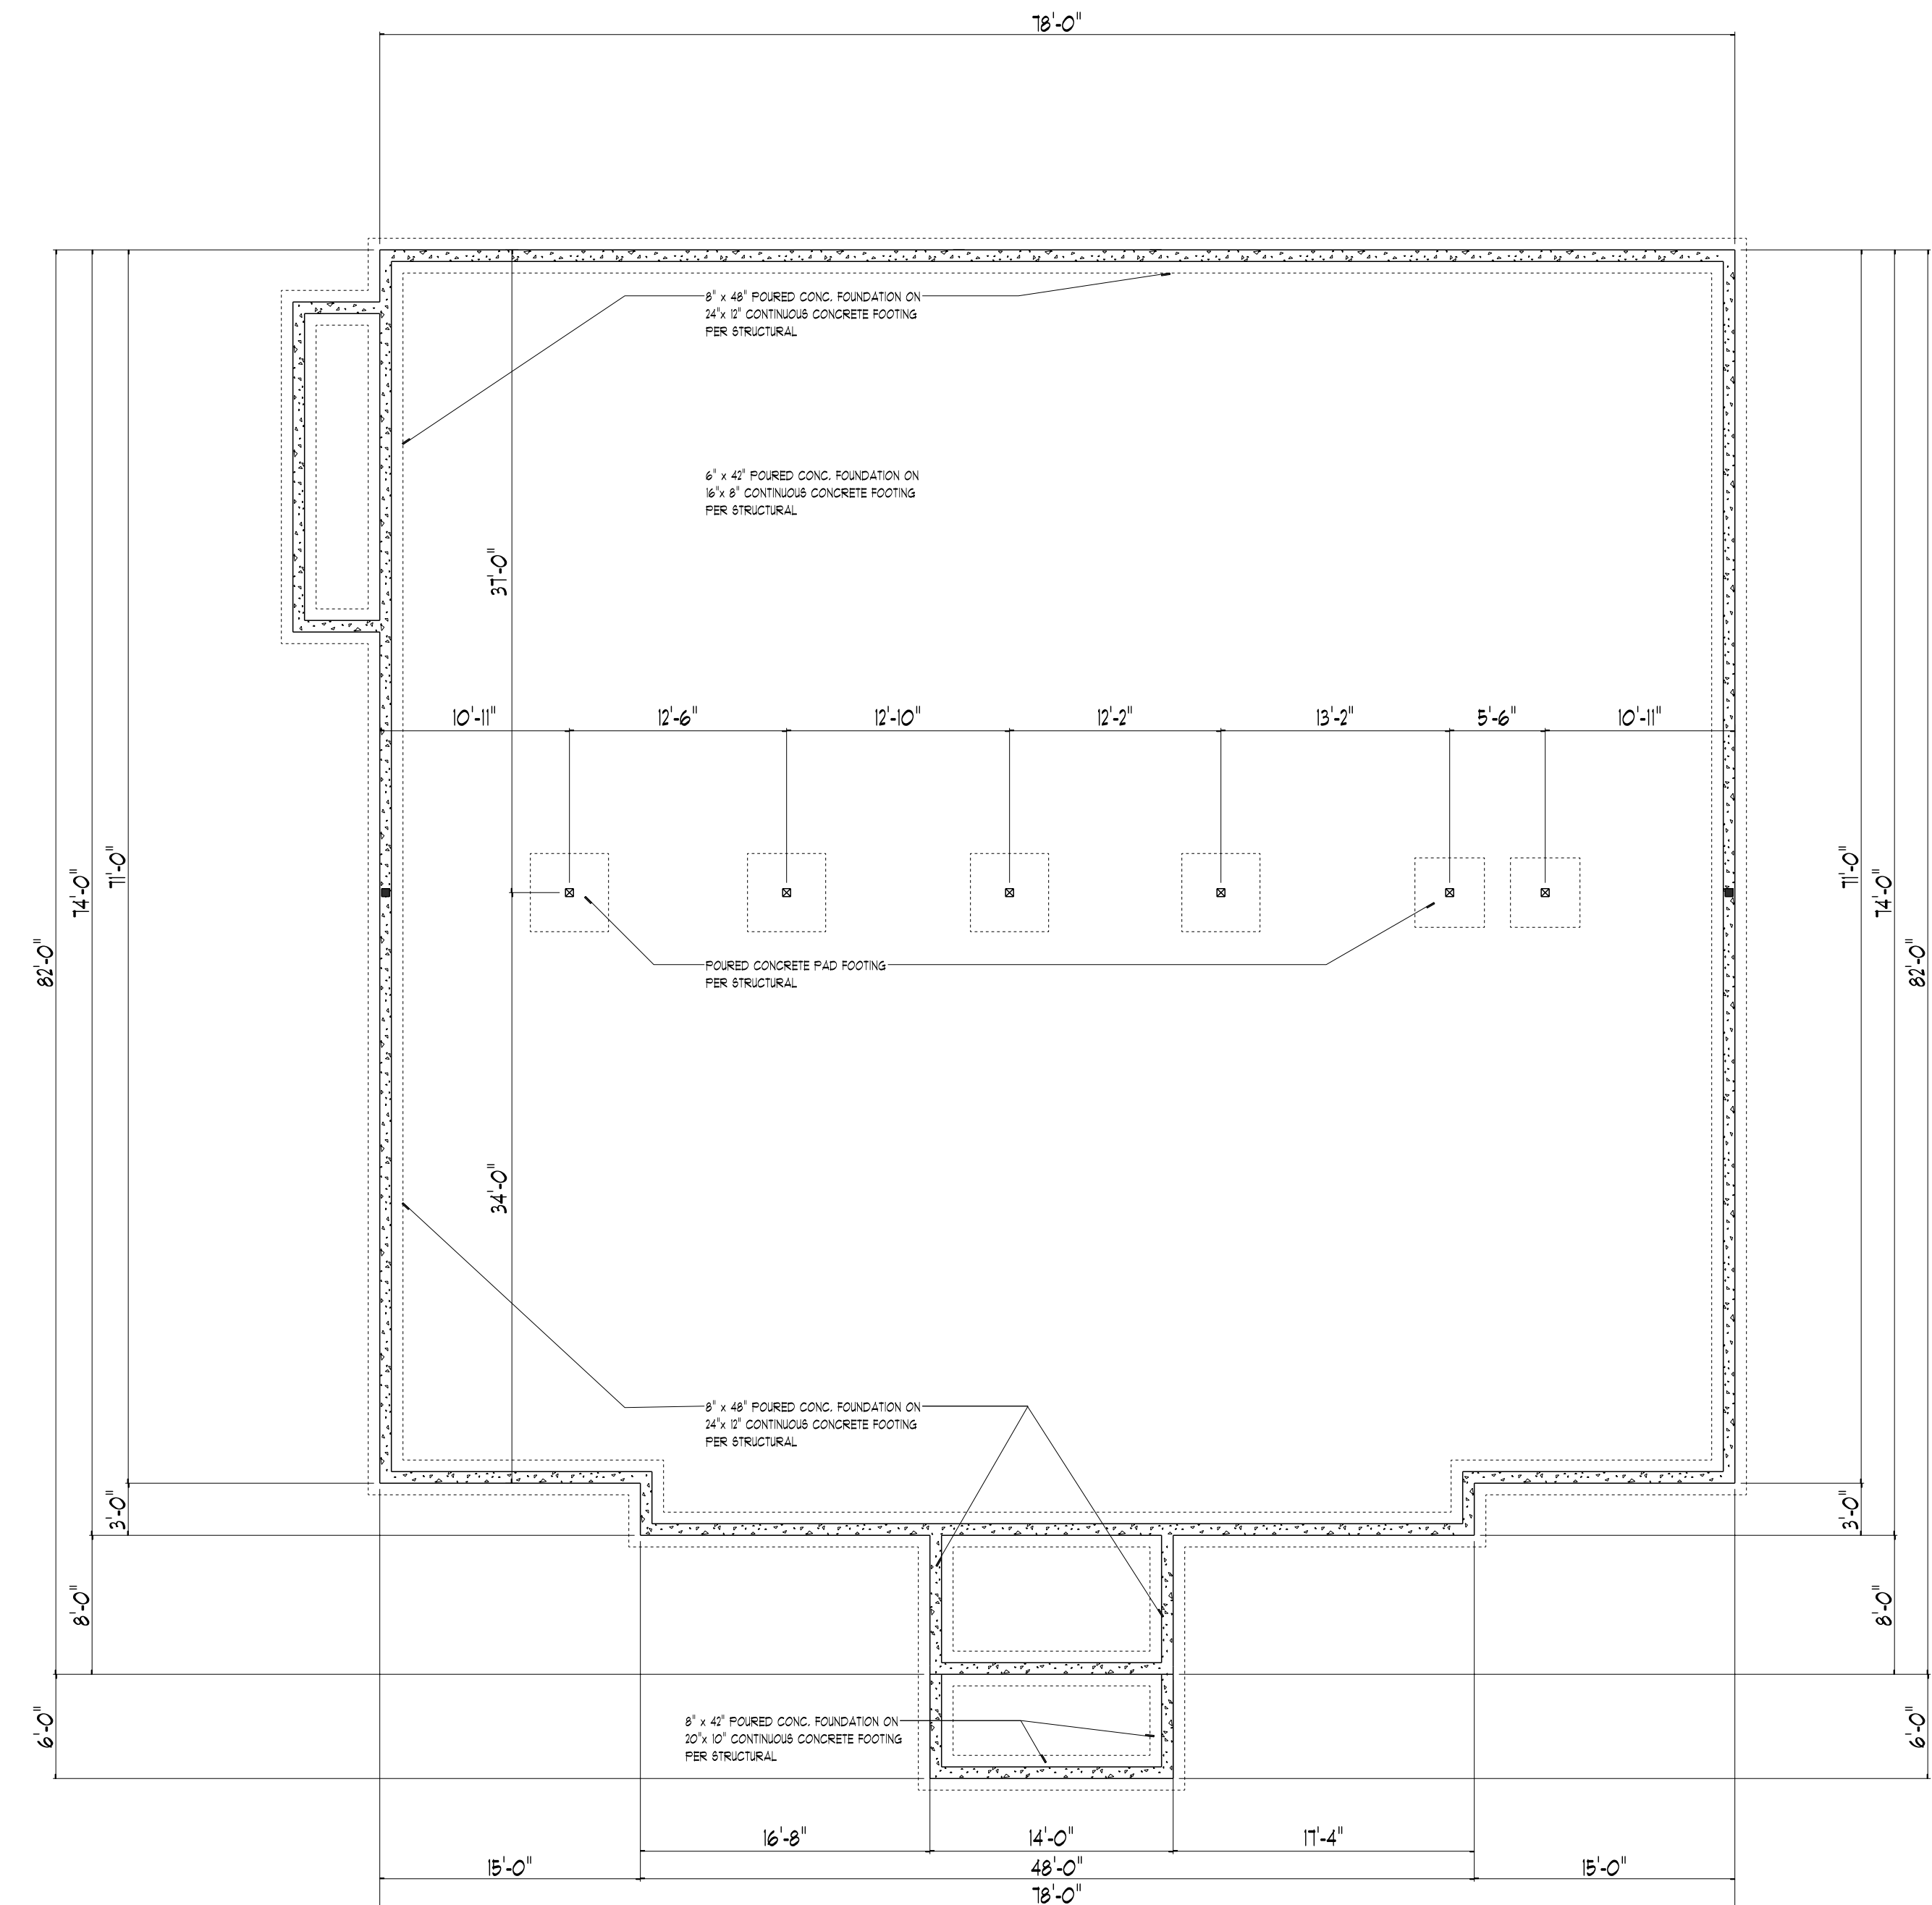 78'-0"
8" x 48" POURED CONC. FOUNDATION ON
24"x 12" CONTINUOUS CONCRETE FOOTING
PER STRUCTURAL
6" x 42" POURED CONC. FOUNDATION ON
16"x 8" CONTINUOUS CONCRETE FOOTING
PER STRUCTURAL
37'-0"
10'-11" 12'-6" 12'-10" 12'-2" 13'-2" 5'-6" 10'-11"
82'-0"
74'-0"
71'-0"
71'-0"
74'-0"
82'-0"
POURED CONCRETE PAD FOOTING
PER STRUCTURAL
34'-0"
8" x 48" POURED CONC. FOUNDATION ON
24"x 12" CONTINUOUS CONCRETE FOOTING
PER STRUCTURAL
3'-0"
3'-0"
8'-0"
8'-0"
6'-0"
6'-0"
8" x 42" POURED CONC. FOUNDATION ON
20"x 10" CONTINUOUS CONCRETE FOOTING
PER STRUCTURAL
16'-8" 14'-0" 17'-4"
15'-0" 48'-0" 15'-0"
78'-0"